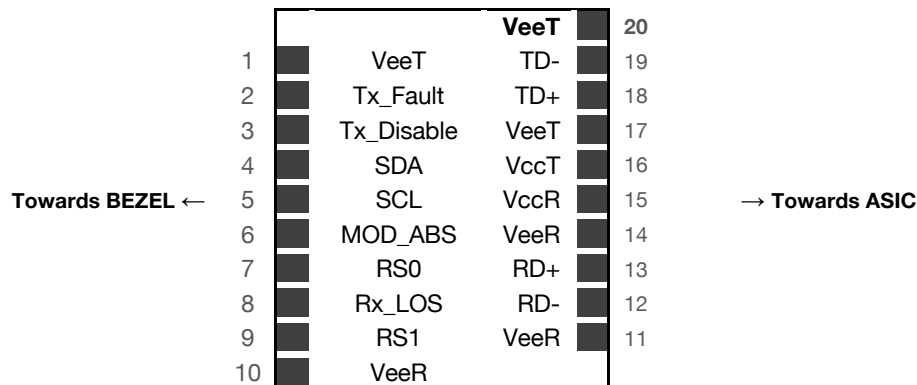 VeeT 20
1 VeeT TD- 19
2 Tx_Fault TD+ 18
3 Tx_Disable VeeT 17
4 SDA VccT 16
Towards BEZEL ← 5 SCL VccR 15 → Towards ASIC
6 MOD_ABS VeeR 14
7 RS0 RD+ 13
8 Rx_LOS RD- 12
9 RS1 VeeR 11
10 VeeR